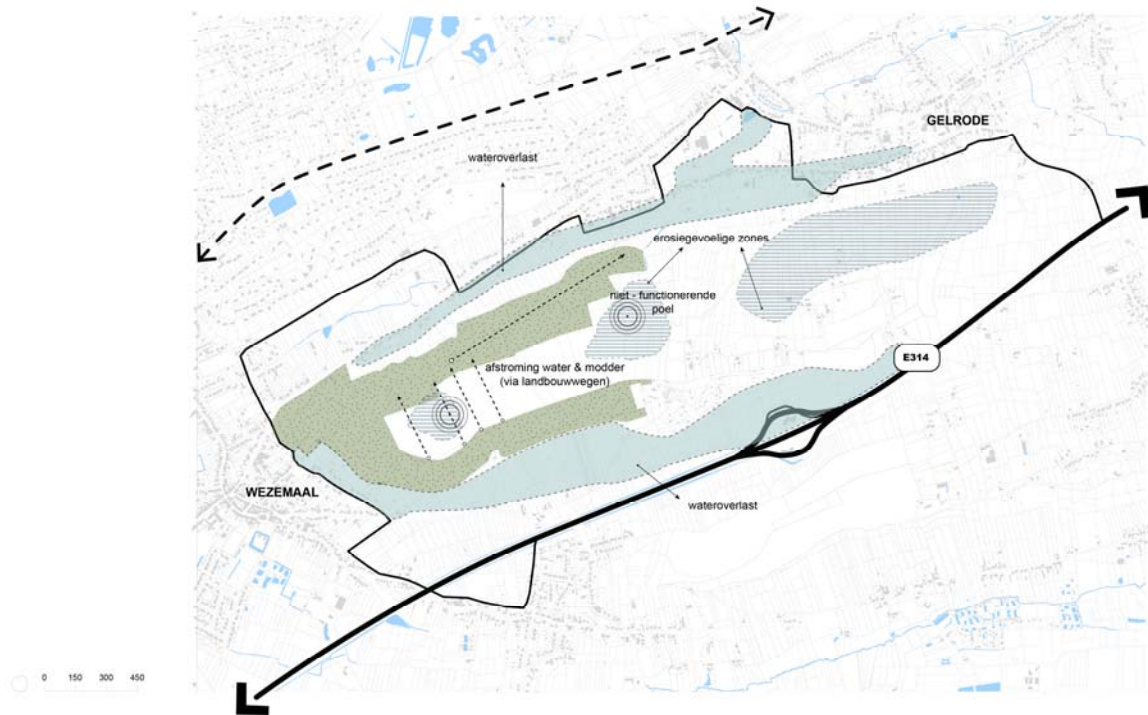 GELRODE
wateroverlast
erosiegevoelige zones
niet - functionerende
poel
E314
afstroming water & modder
(via landbouwwegen)
WEZEMAAL
wateroverlast
0 150 300 450